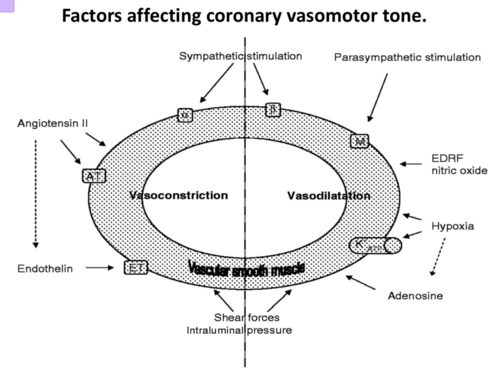 Factors affecting coronary vasomotor tone.
Sympathetic stimulation
Parasympathetic stimulation
α
β
Angiotensin II
M
EDRF
nitric oxide
AT
Vasoconstriction
Vasodilatation
Hypoxia
K⁺ATP
Endothelin
ET
Vascular smooth muscle
Adenosine
Shear forces
Intraluminal pressure